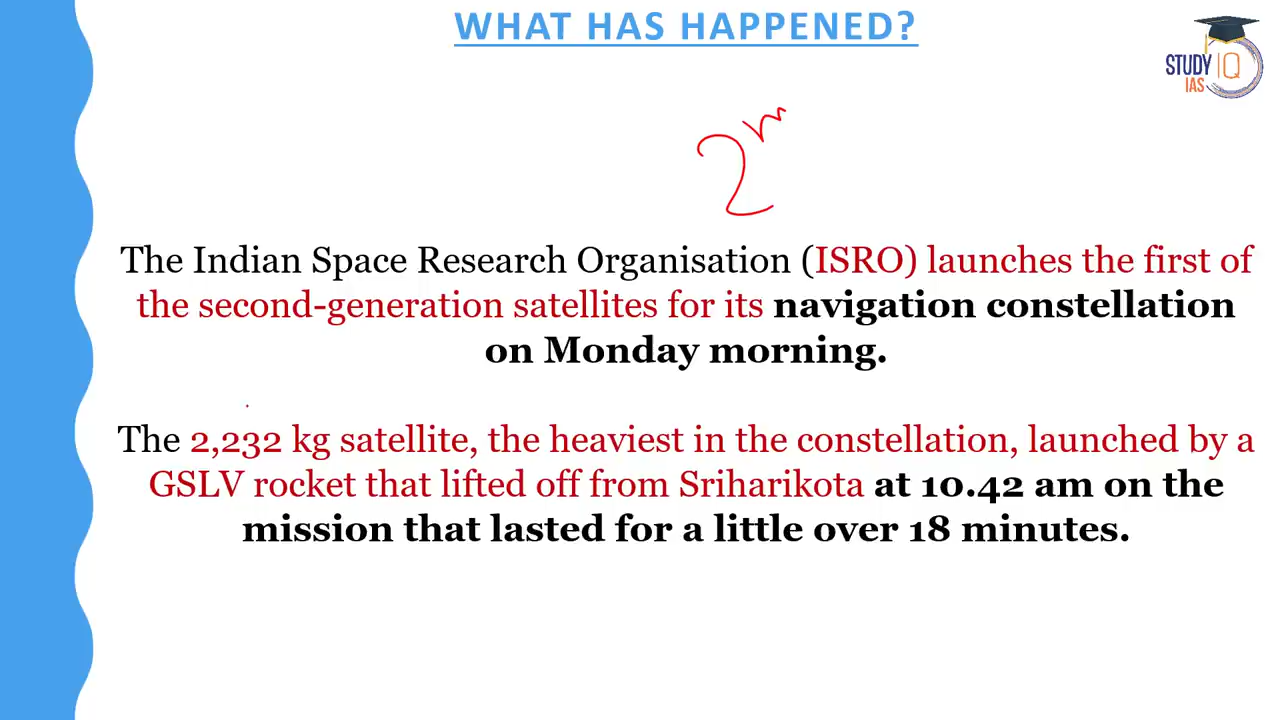 WHAT HAS HAPPENED?
STUDY IQ
IAS
The Indian Space Research Organisation (ISRO) launches the first of
the second-generation satellites for its navigation constellation
on Monday morning.
The 2,232 kg satellite, the heaviest in the constellation, launched by a
GSLV rocket that lifted off from Sriharikota at 10.42 am on the
mission that lasted for a little over 18 minutes.